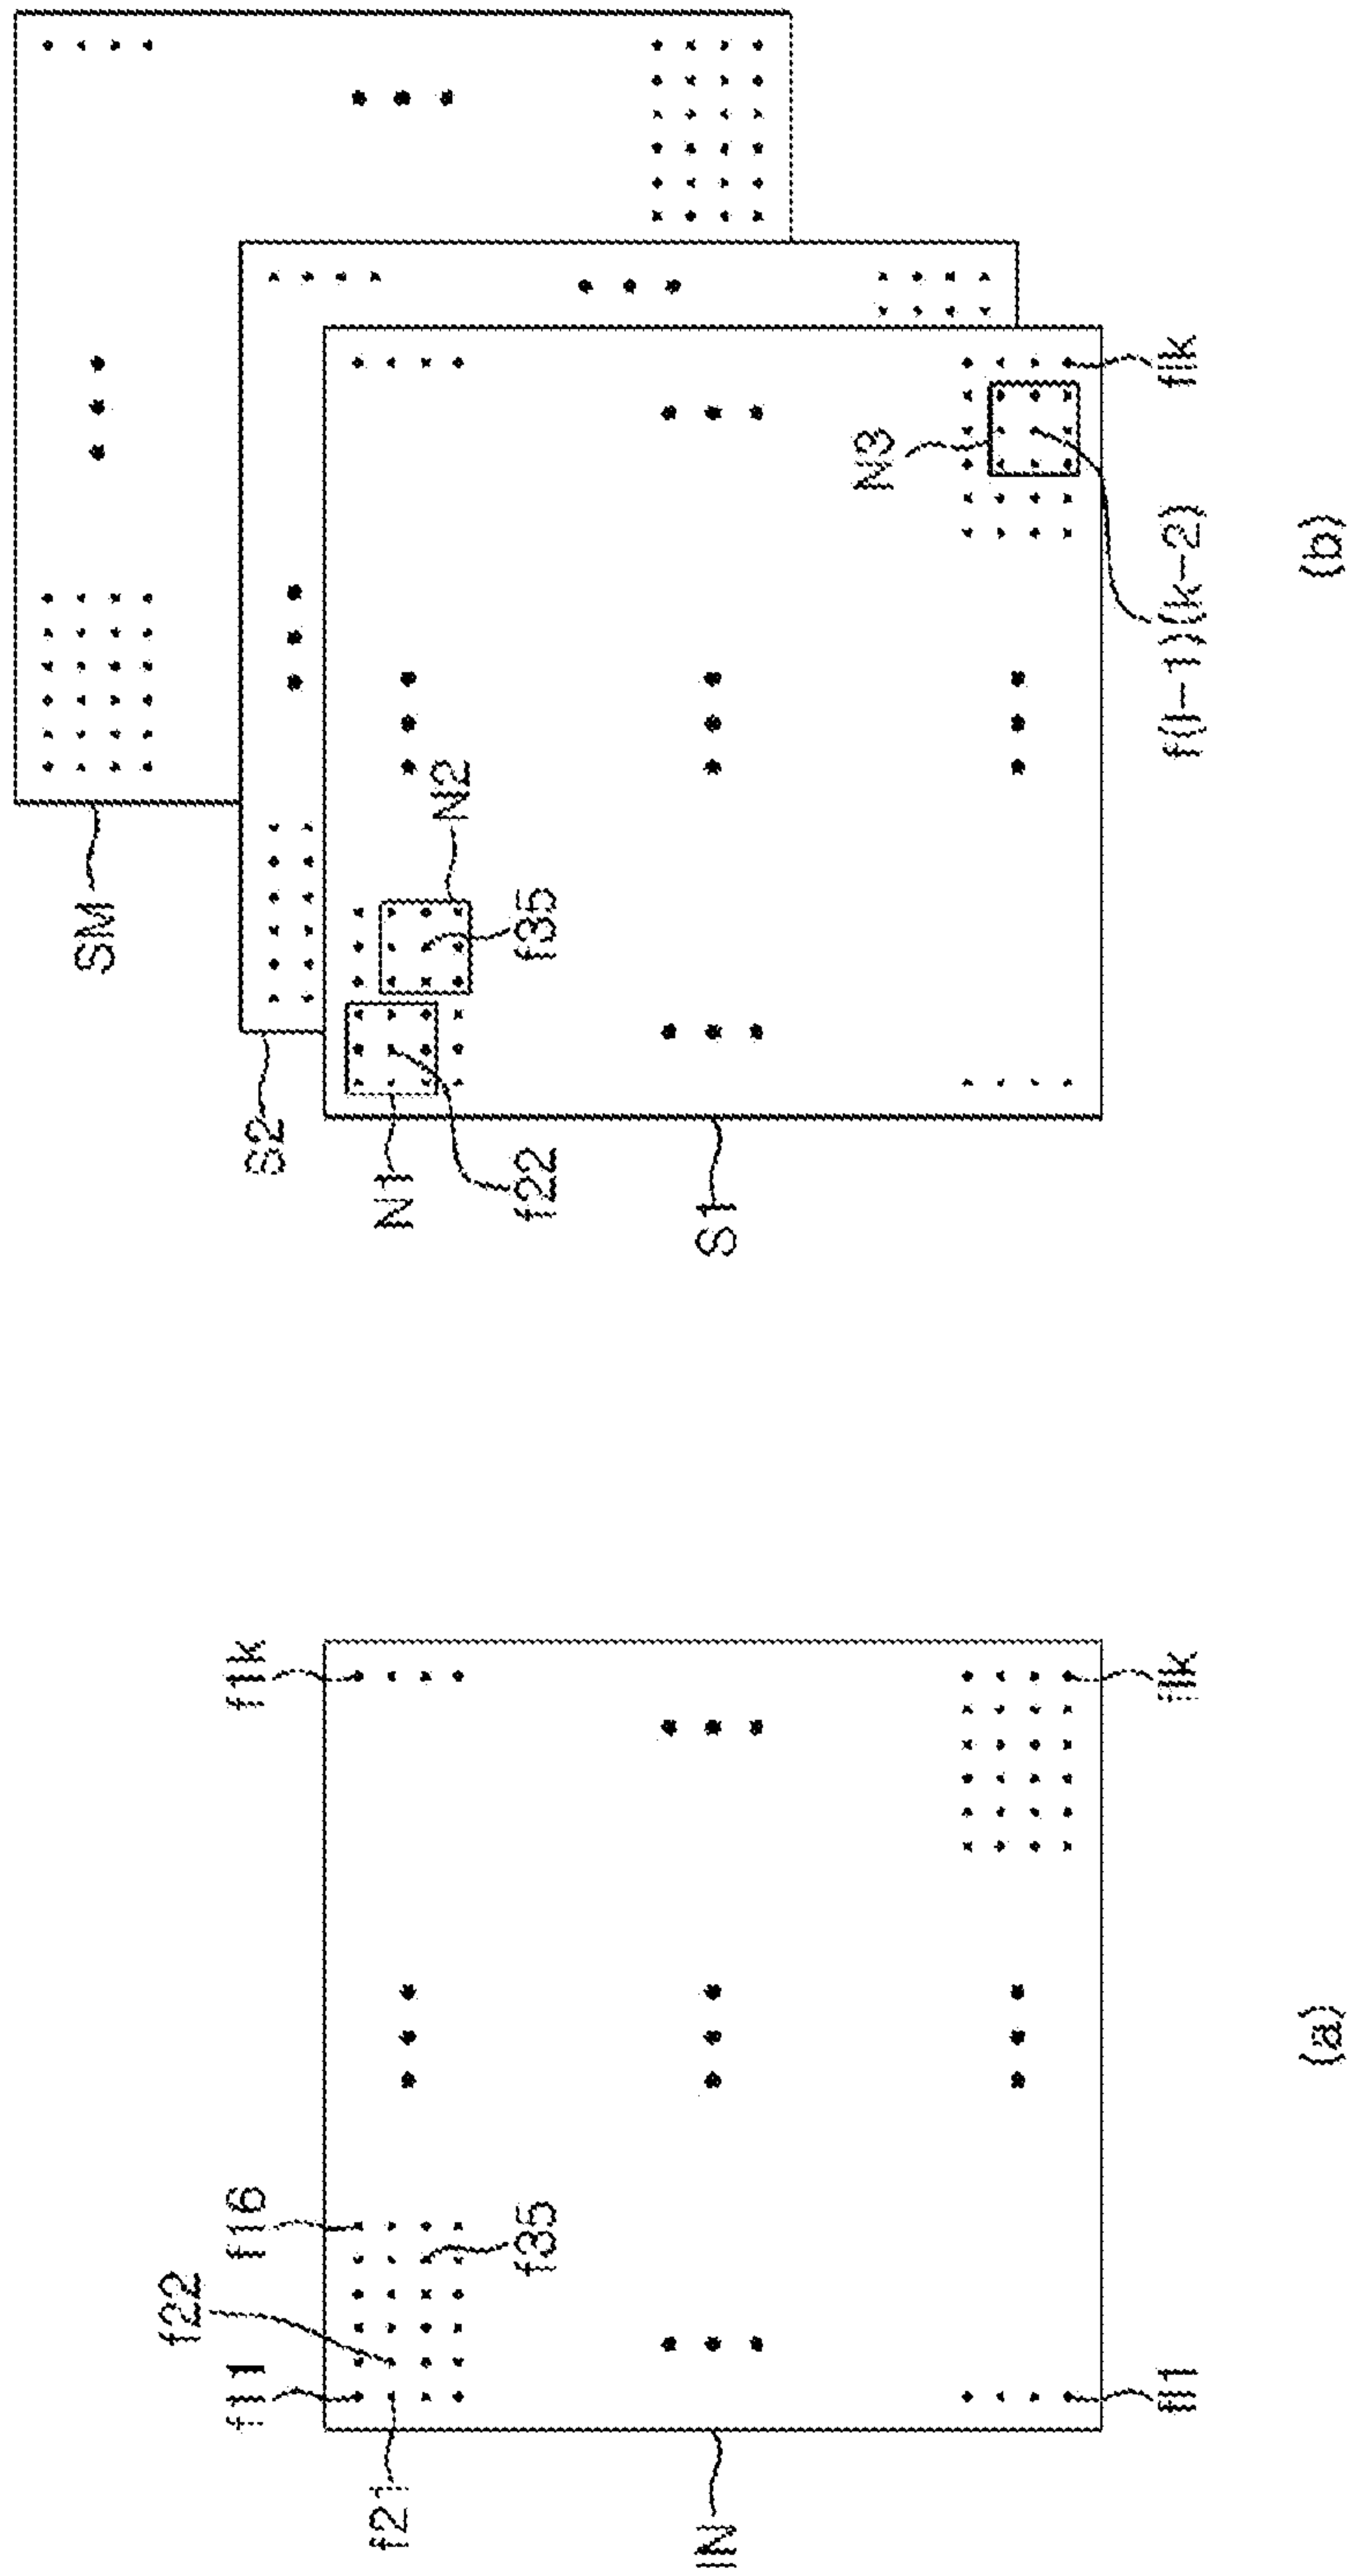 f22
f11
f16
f1k
f21
f35
IN
fl1
flk
(a)
SM
S2
N1
N2
f22
f35
S1
N3
f(l-1)(k-2)
flk
(b)